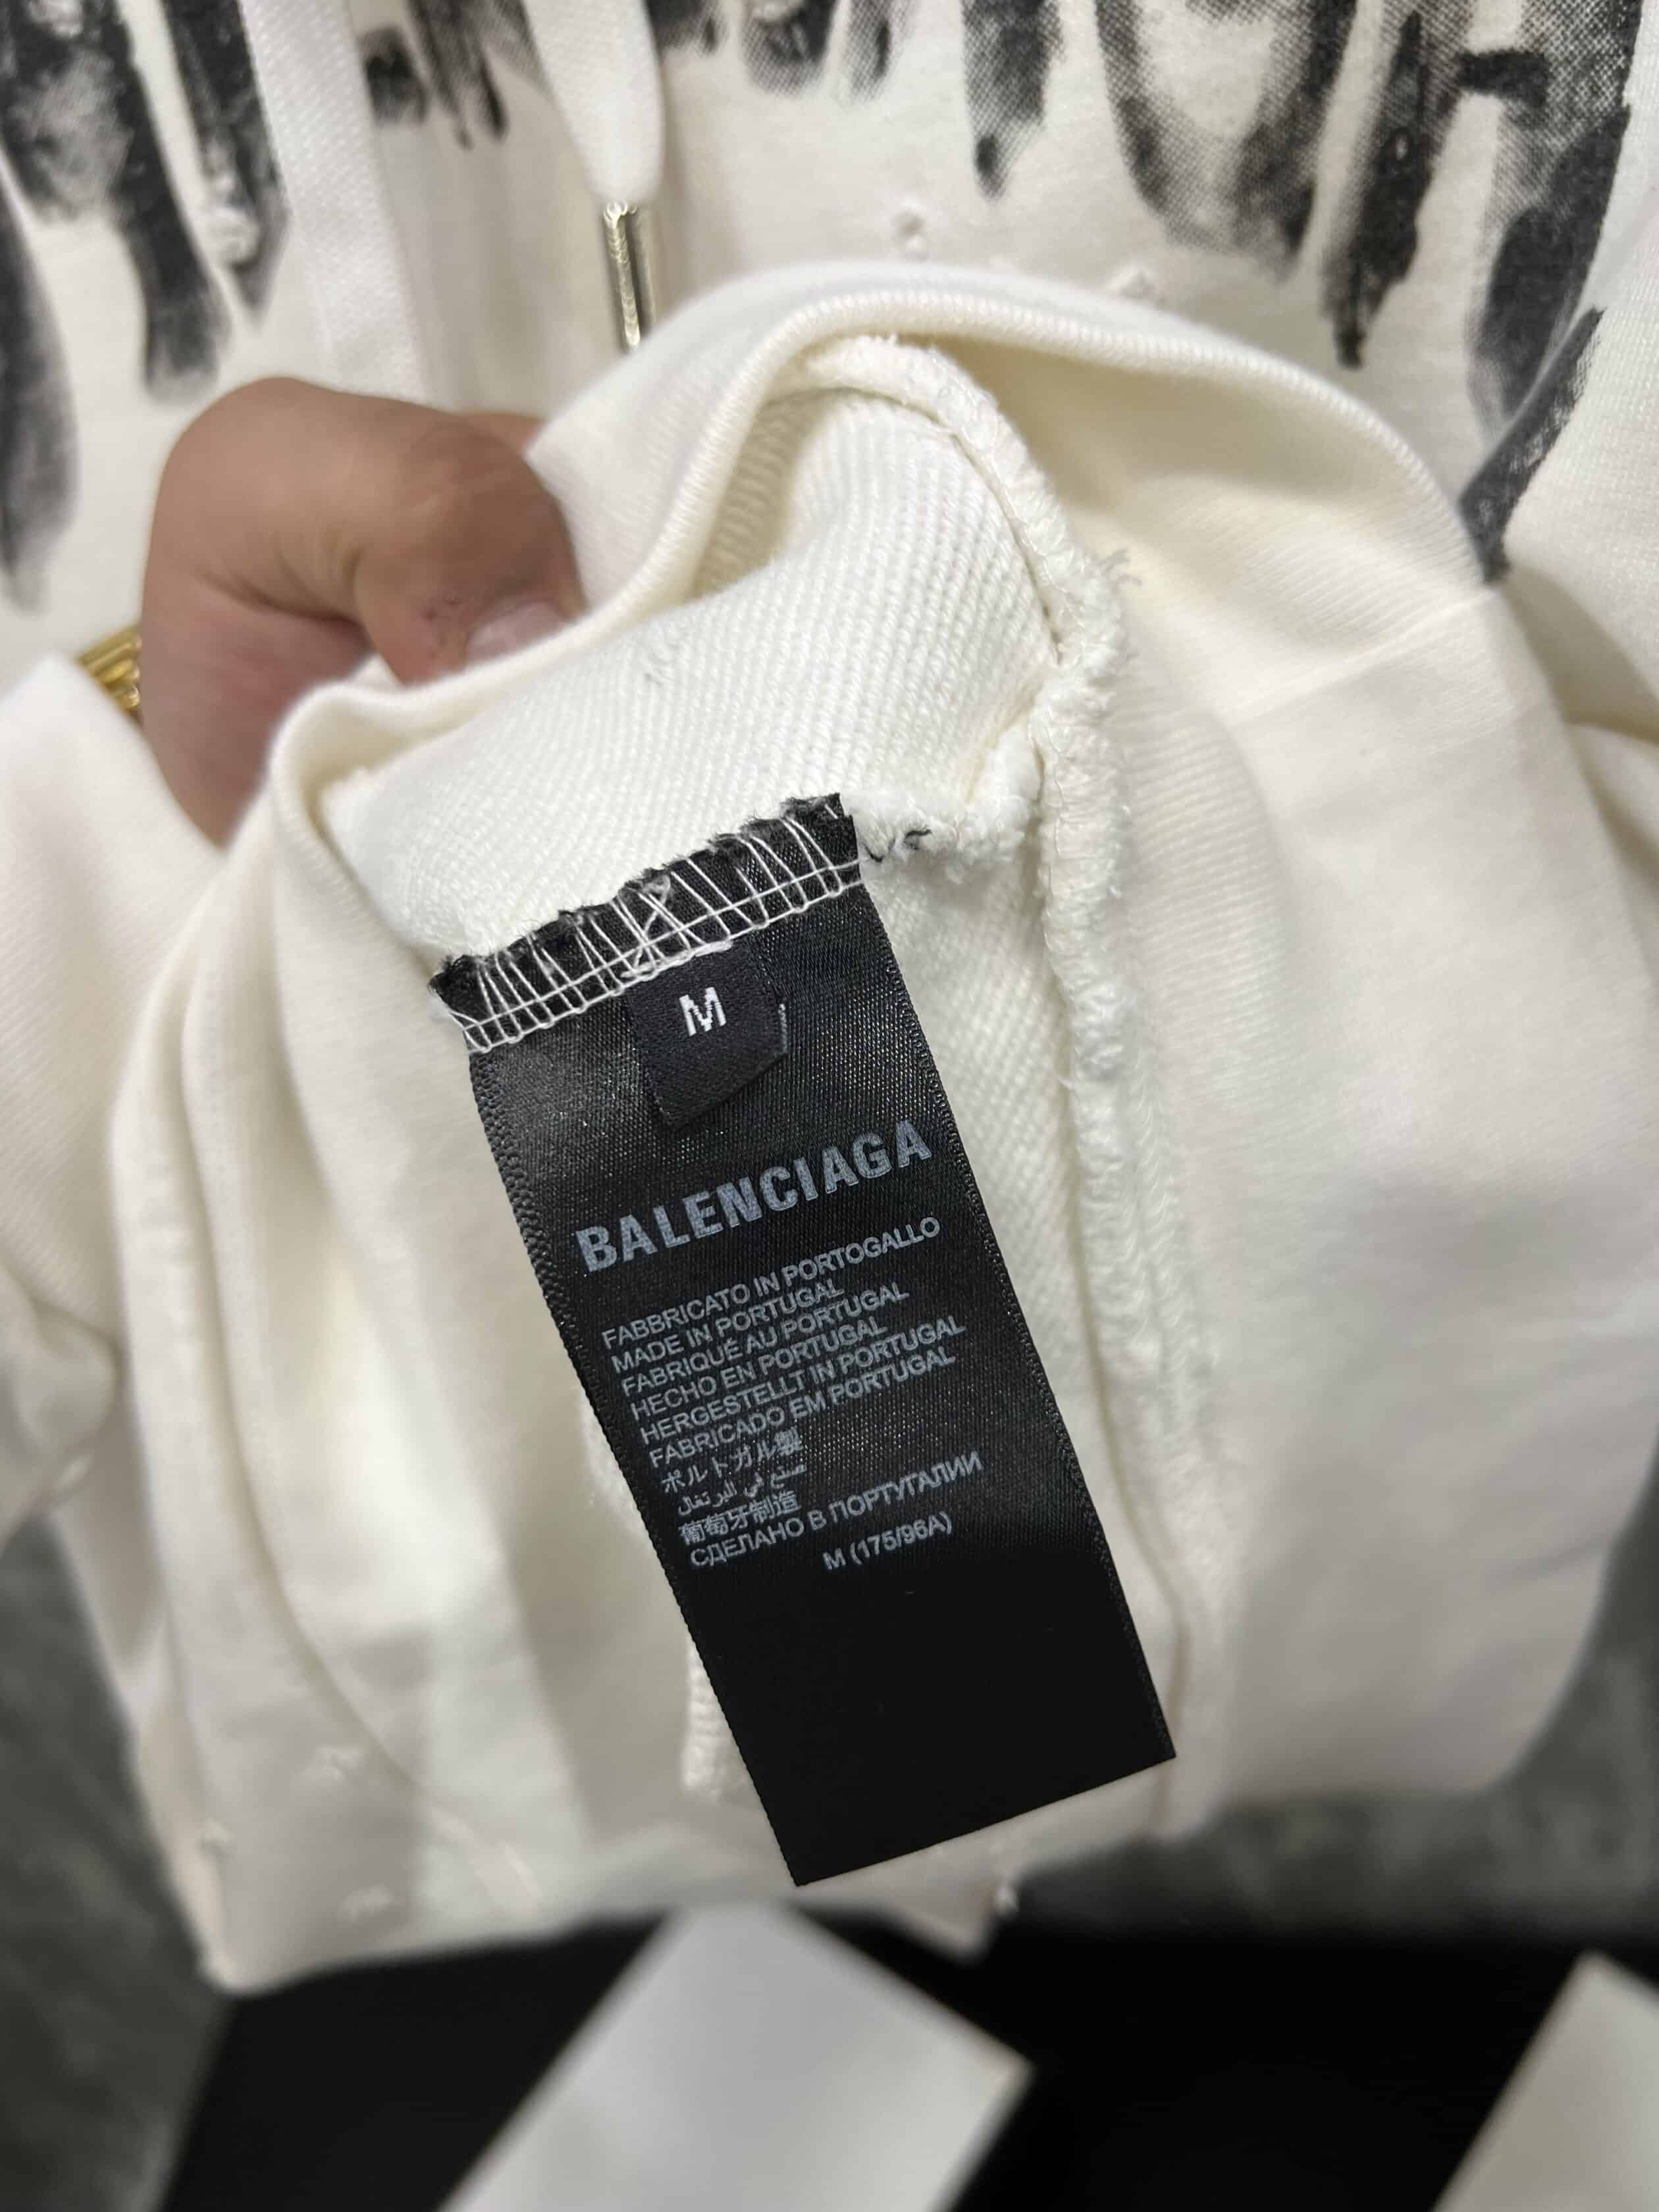 M
BALENCIAGA
FABBRICATO IN PORTOGALLO
MADE IN PORTUGAL
FABRIQUÉ AU PORTUGAL
HECHO EN PORTUGAL
HERGESTELLT IN PORTUGAL
FABRICADO EM PORTUGAL
ポルトガル製
صنع في البرتغال
葡萄牙制造
СДЕЛАНО В ПОРТУГАЛИИ
M (175/96A)